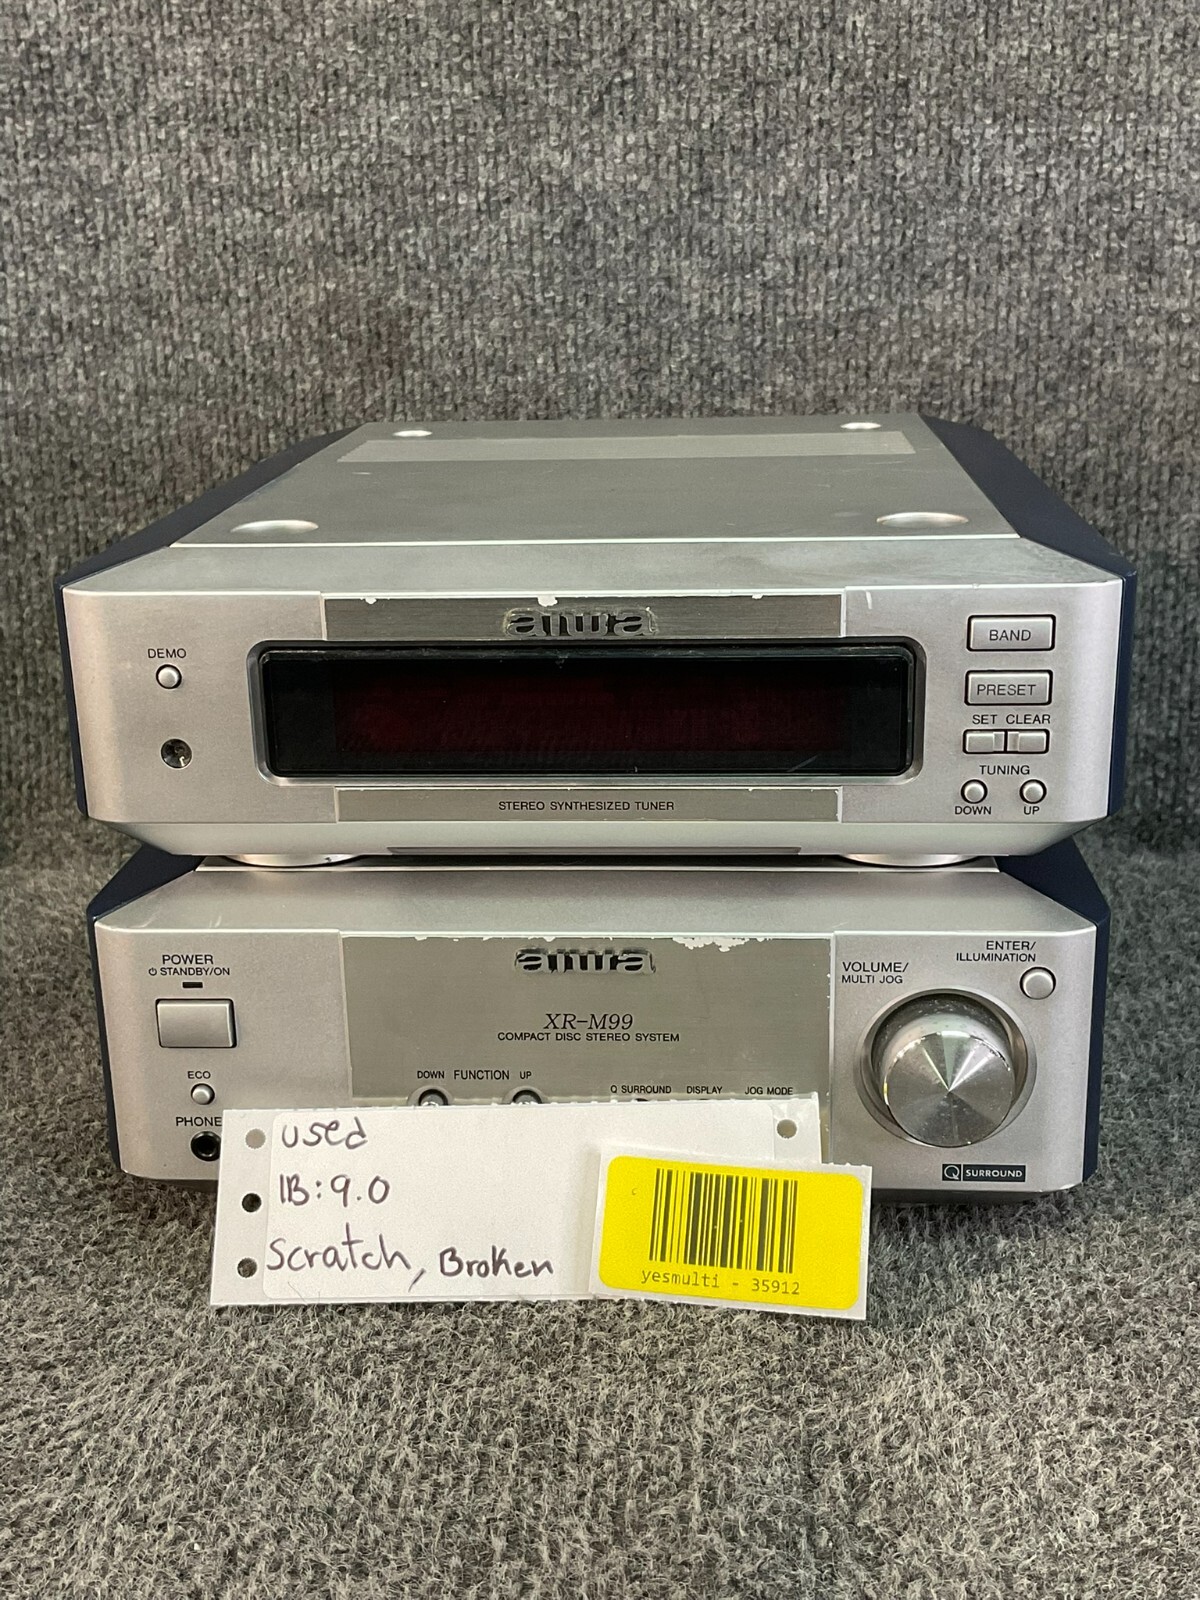 aiwa
DEMO
BAND
PRESET
SET CLEAR
TUNING
DOWN UP
STEREO SYNTHESIZED TUNER
aiwa
POWER
⏻ STANDBY/ON
ENTER/
ILLUMINATION
VOLUME/
MULTI JOG
XR-M99
COMPACT DISC STEREO SYSTEM
ECO
DOWN FUNCTION UP
Q SURROUND DISPLAY JOG MODE
PHONE
Q SURROUND
used
IB: 9.0
Scratch, Broken
yesmulti - 35912